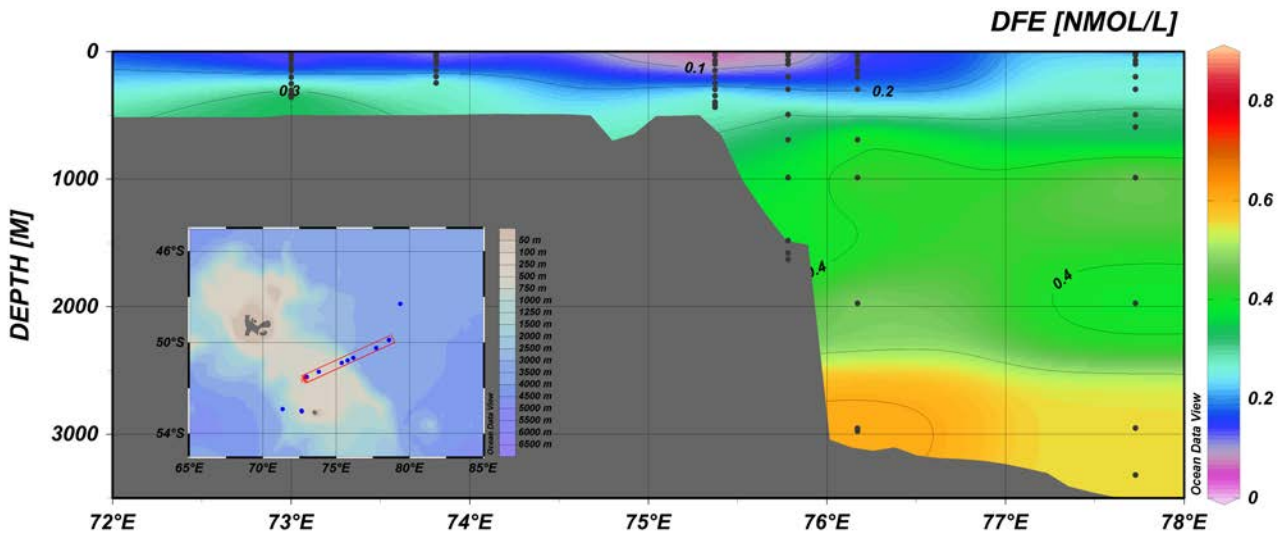 DFE [NMOL/L]
0
1000
2000
3000
DEPTH [M]
0.3
0.1
0.2
0.4
0.4
72°E
73°E
74°E
75°E
76°E
77°E
78°E
0.8
0.6
0.4
0.2
0
Ocean Data View
46°S
50°S
54°S
65°E
70°E
75°E
80°E
85°E
50 m
100 m
250 m
500 m
750 m
1000 m
1250 m
1500 m
2000 m
2500 m
3000 m
3500 m
4000 m
4500 m
5000 m
5500 m
6000 m
6500 m
Ocean Data View